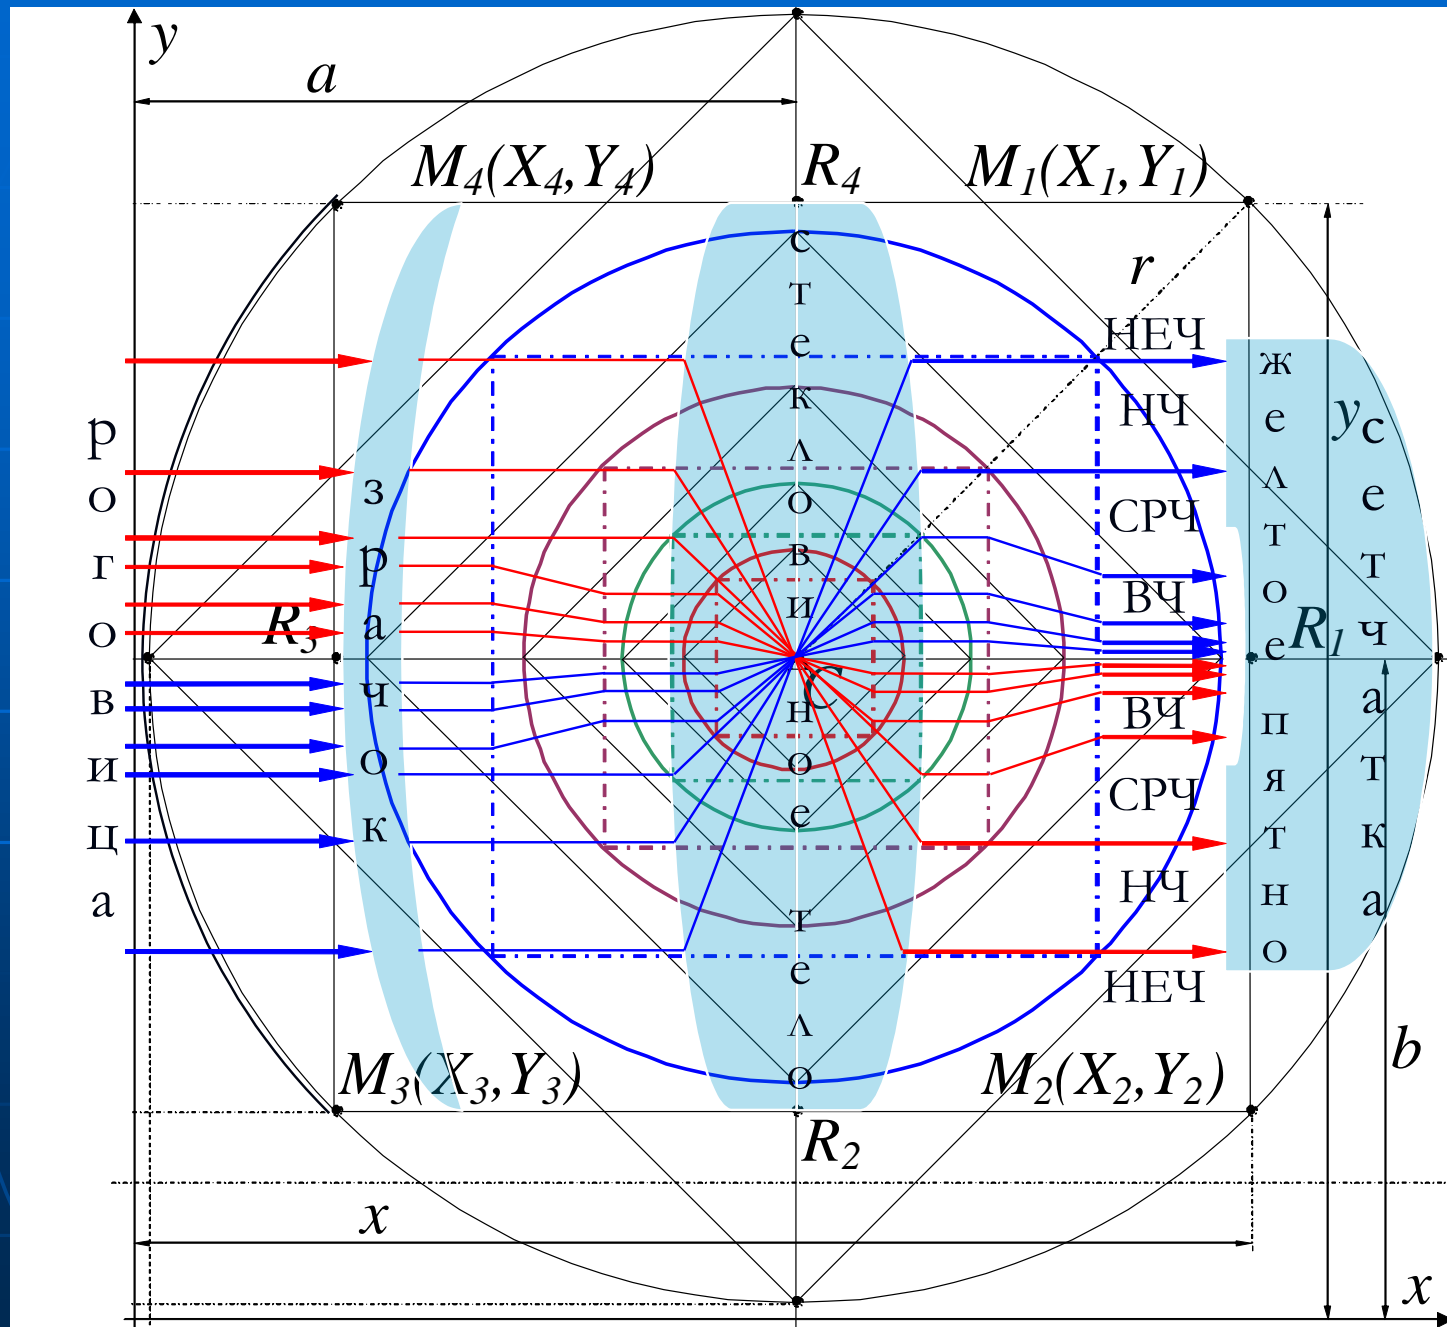 y
a
M4(X4,Y4)
R4
M1(X1,Y1)
r
роговица
зрачок
стекловидное тело
НЕЧ
НЧ
СРЧ
ВЧ
ВЧ
СРЧ
НЧ
НЕЧ
желтое пятно
y
сетчатка
R3
C
R1
M3(X3,Y3)
M2(X2,Y2)
R2
b
x
x